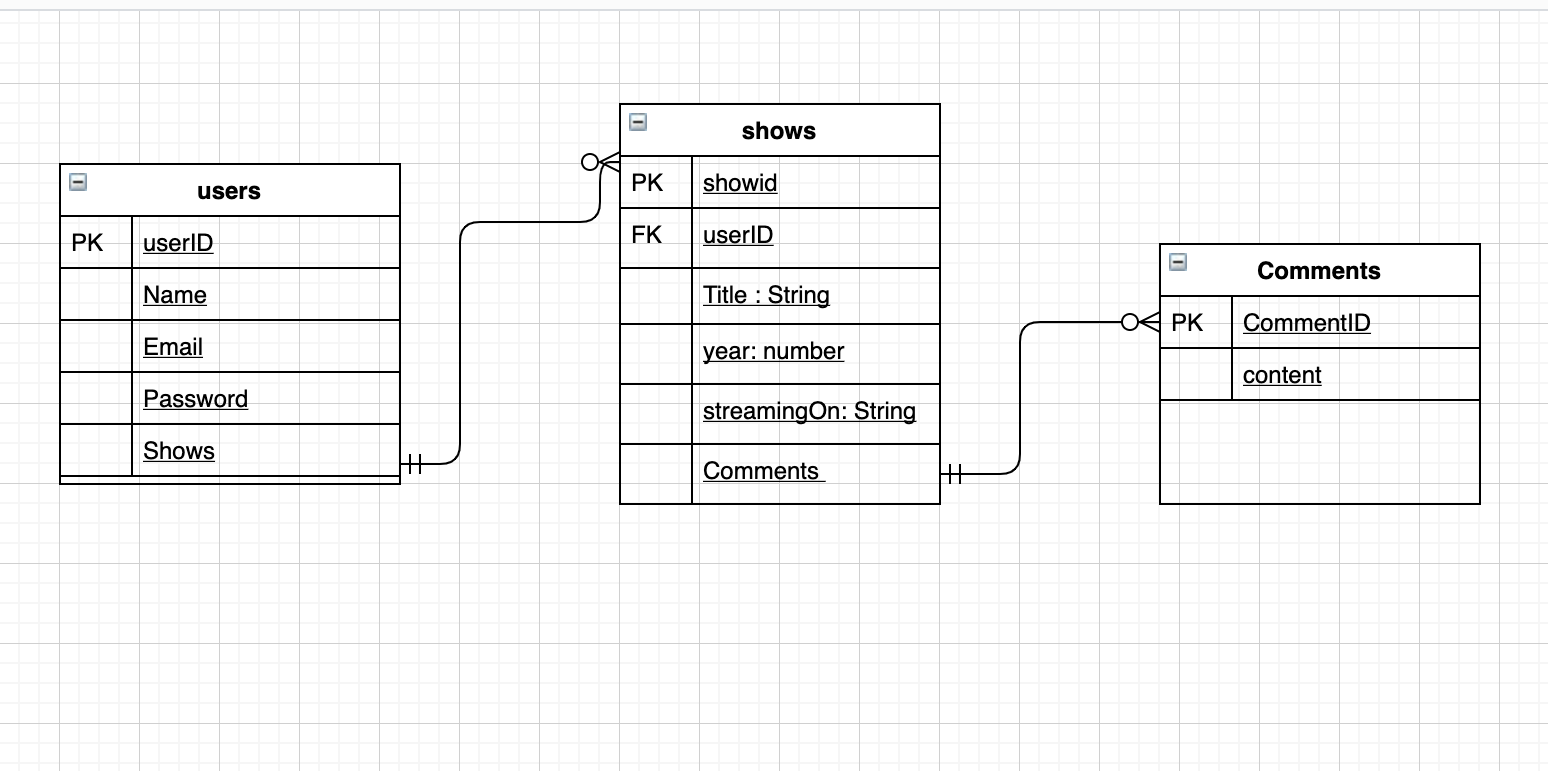 users
PK userID
Name
Email
Password
Shows
shows
PK showid
FK userID
Title : String
year: number
streamingOn: String
Comments
Comments
PK CommentID
content